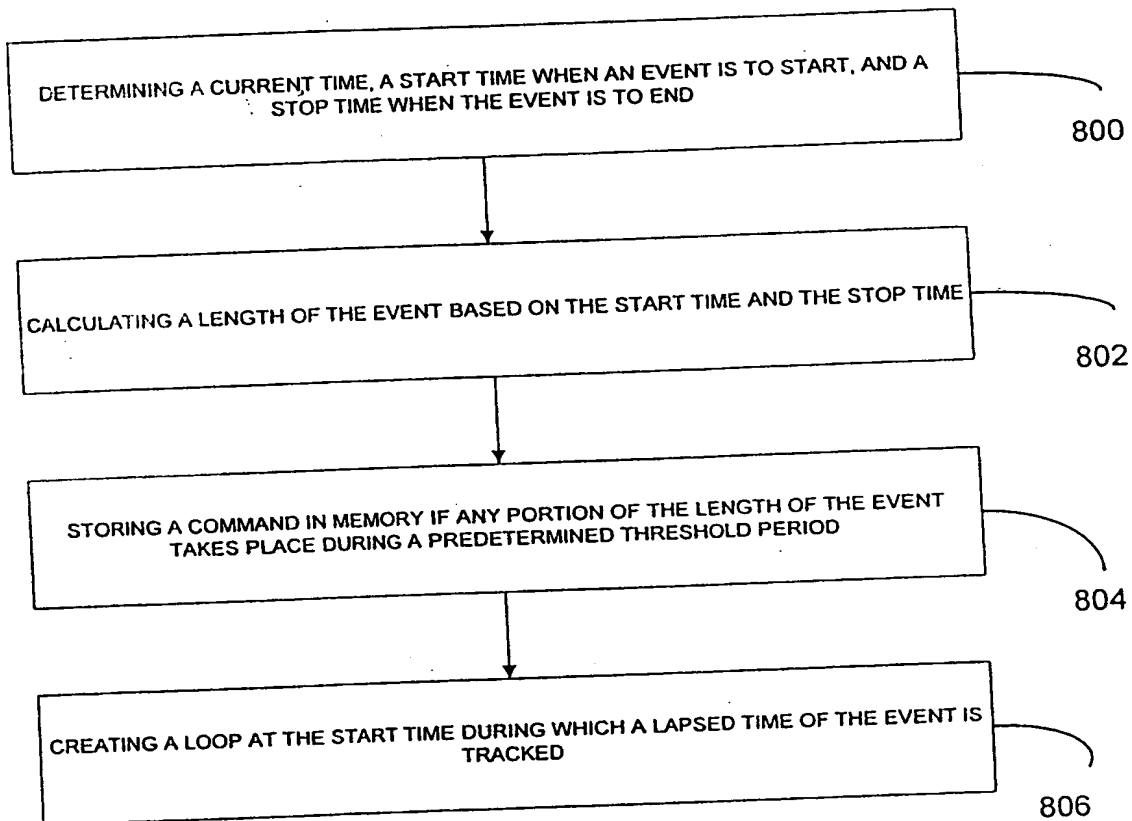 DETERMINING A CURRENT TIME, A START TIME WHEN AN EVENT IS TO START, AND A
STOP TIME WHEN THE EVENT IS TO END
800
CALCULATING A LENGTH OF THE EVENT BASED ON THE START TIME AND THE STOP TIME
802
STORING A COMMAND IN MEMORY IF ANY PORTION OF THE LENGTH OF THE EVENT
TAKES PLACE DURING A PREDETERMINED THRESHOLD PERIOD
804
CREATING A LOOP AT THE START TIME DURING WHICH A LAPSED TIME OF THE EVENT IS
TRACKED
806